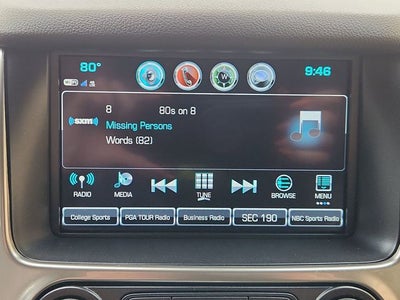 80° 9:46
8 80s on 8
sxm
Missing Persons
Words (82)
RADIO MEDIA TUNE BROWSE MENU
College Sports PGA TOUR Radio Business Radio SEC 190 NBC Sports Radio